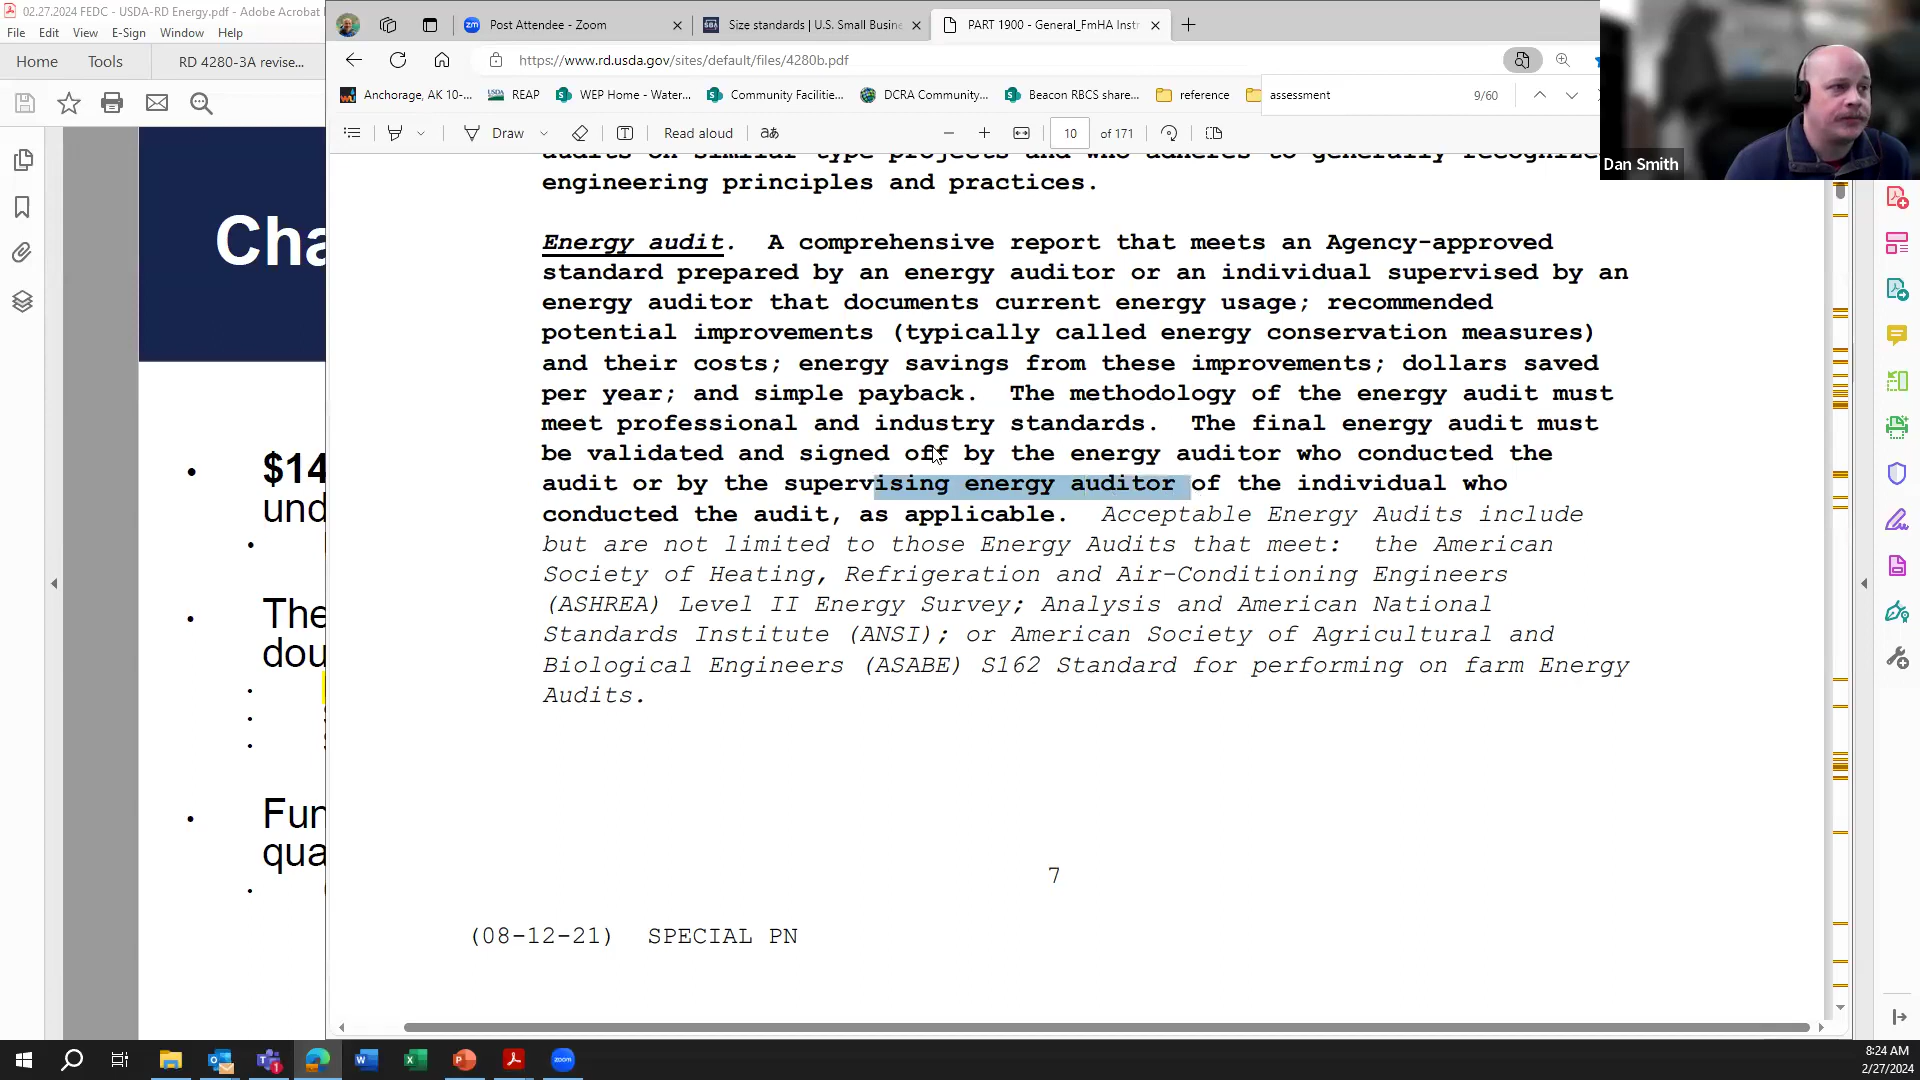 02.27.2024 FEDC - USDA-RD Energy.pdf - Adobe Acrobat
File Edit View E-Sign Window Help
Home Tools RD 4280-3A revise...
Cha
$14
und
The
dou
Fun
qua
Post Attendee - Zoom
Size standards | U.S. Small Busine
PART 1900 - General_FmHA Instr
https://www.rd.usda.gov/sites/default/files/4280b.pdf
Anchorage, AK 10-... REAP WEP Home - Water... Community Facilitie... DCRA Community... Beacon RBCS share... reference
assessment 9/60
Draw Read aloud 10 of 171
audits on similar type projects and who adheres to generally recognize
engineering principles and practices.
Energy audit. A comprehensive report that meets an Agency-approved
standard prepared by an energy auditor or an individual supervised by an
energy auditor that documents current energy usage; recommended
potential improvements (typically called energy conservation measures)
and their costs; energy savings from these improvements; dollars saved
per year; and simple payback. The methodology of the energy audit must
meet professional and industry standards. The final energy audit must
be validated and signed off by the energy auditor who conducted the
audit or by the supervising energy auditor of the individual who
conducted the audit, as applicable. Acceptable Energy Audits include
but are not limited to those Energy Audits that meet: the American
Society of Heating, Refrigeration and Air-Conditioning Engineers
(ASHREA) Level II Energy Survey; Analysis and American National
Standards Institute (ANSI); or American Society of Agricultural and
Biological Engineers (ASABE) S162 Standard for performing on farm Energy
Audits.
7
(08-12-21) SPECIAL PN
Dan Smith
8:24 AM
2/27/2024